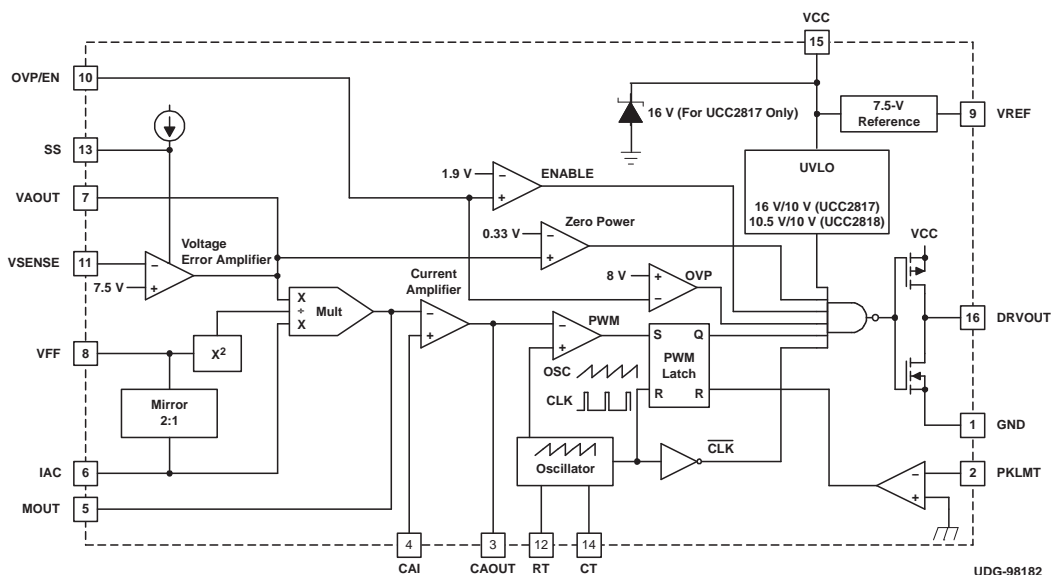 VCC
15
OVP/EN
10
16 V (For UCC2817 Only)
7.5-V
Reference
9
VREF
SS
13
1.9 V
−
+
ENABLE
UVLO
16 V/10 V (UCC2817)
10.5 V/10 V (UCC2818)
VAOUT
7
0.33 V
−
+
Zero Power
VCC
VSENSE
11
−
+
7.5 V
Voltage
Error Amplifier
8 V
+
−
OVP
Current
Amplifier
X
÷
X
Mult
−
+
−
+
PWM
S
Q
PWM
Latch
R
R
16
DRVOUT
VFF
8
X2
OSC
CLK
Mirror
2:1
1
GND
Oscillator
CLK
IAC
6
−
+
2
PKLMT
MOUT
5
4
3
12
14
CAI
CAOUT
RT
CT
UDG-98182